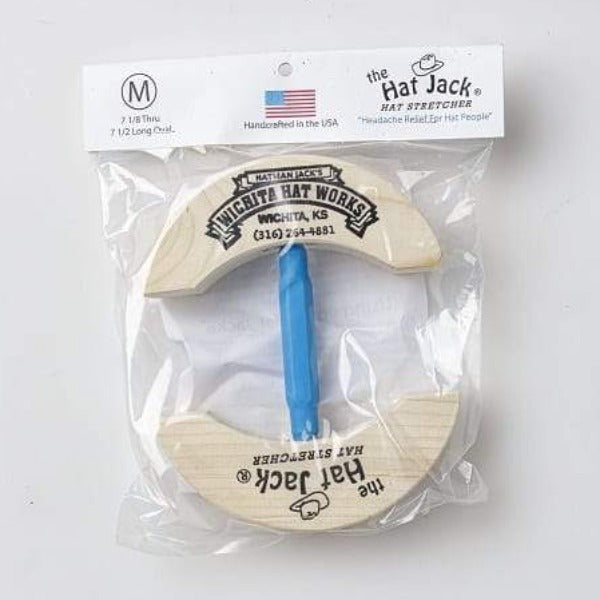 M
7 1/8 Thru
7 1/2 Long Oval
Handcrafted in the USA
the
Hat Jack®
HAT STRETCHER
"Headache Relief For Hat People"
HATMAN JACK'S
WICHITA HAT WORKS
WICHITA, KS
(316) 264-4881
the
Hat Jack®
HAT STRETCHER